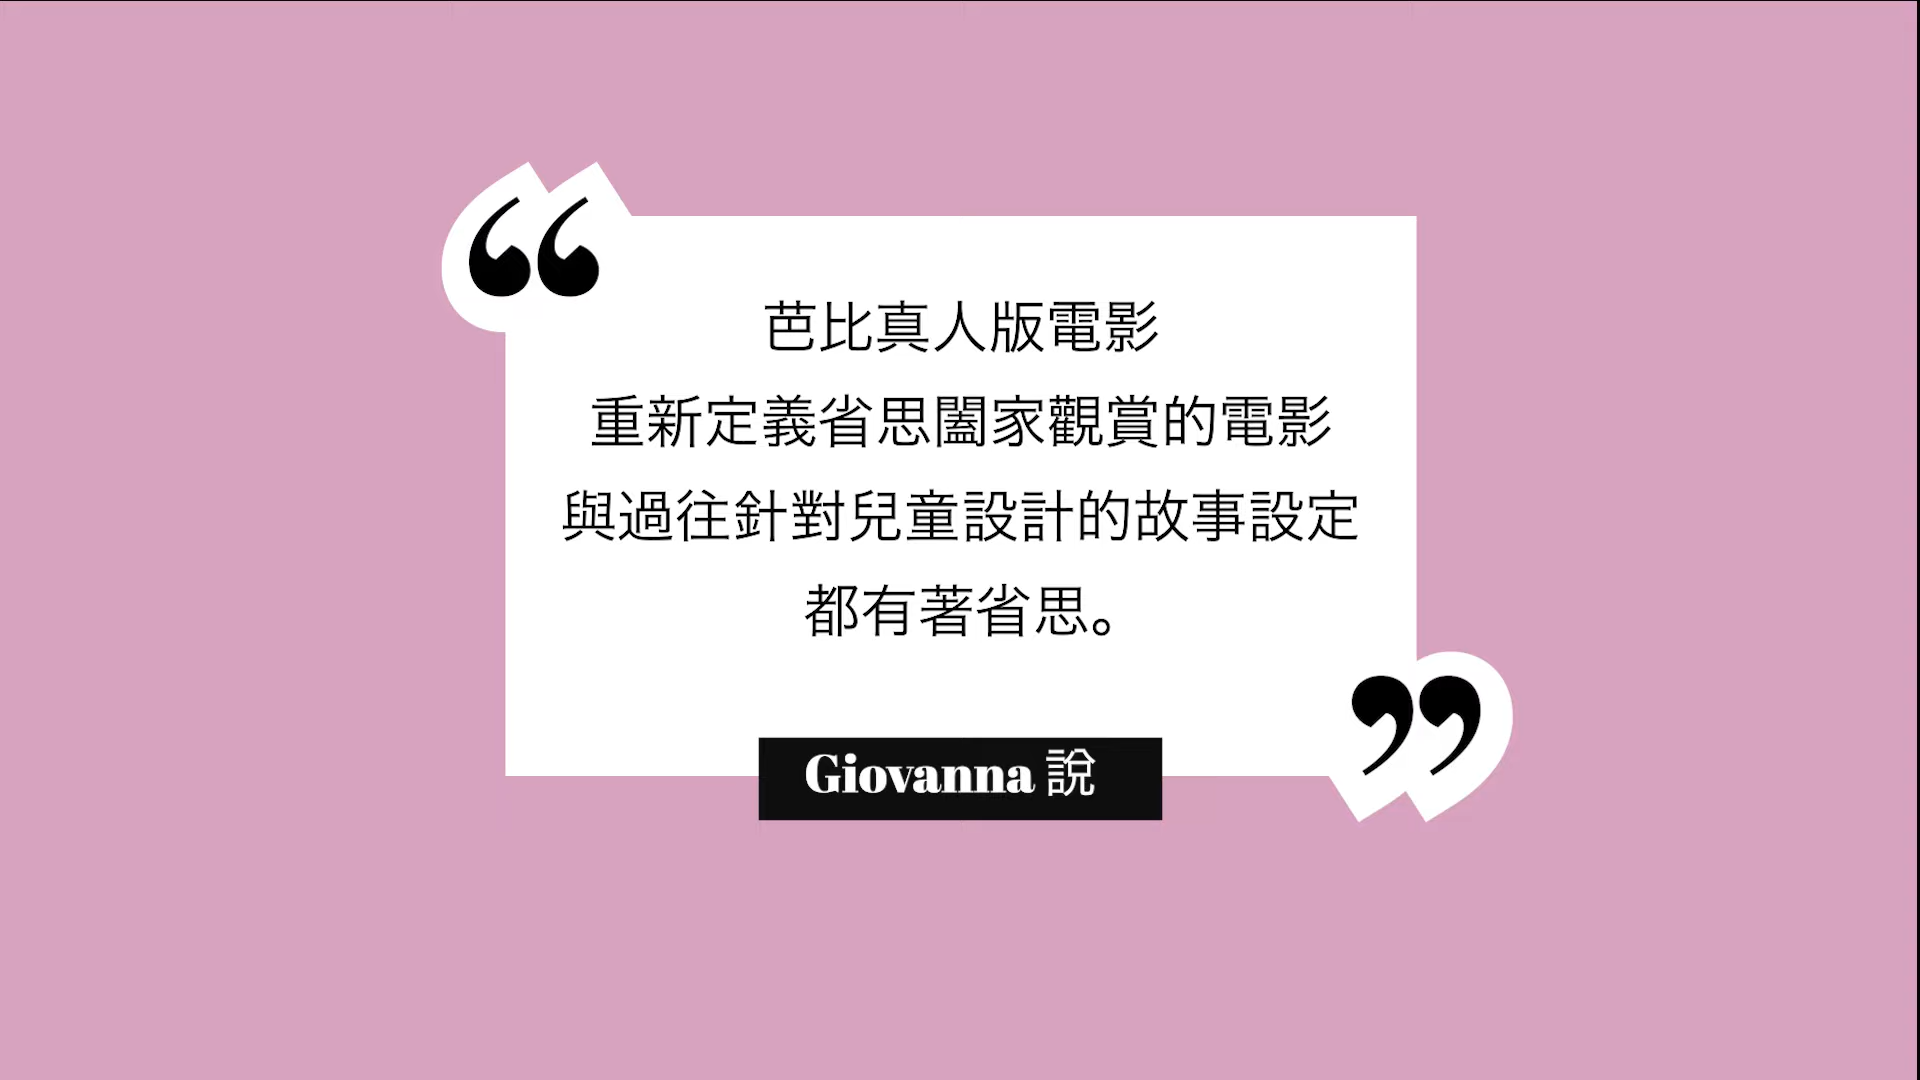 芭比真人版電影
重新定義省思闔家觀賞的電影
與過往針對兒童設計的故事設定
都有著省思。
Giovanna 說